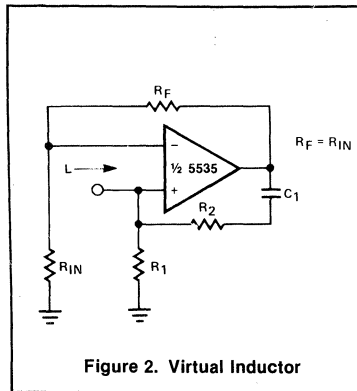 RF
RF = RIN
L
−
½ 5535
+
C1
R2
RIN
R1
Figure 2. Virtual Inductor